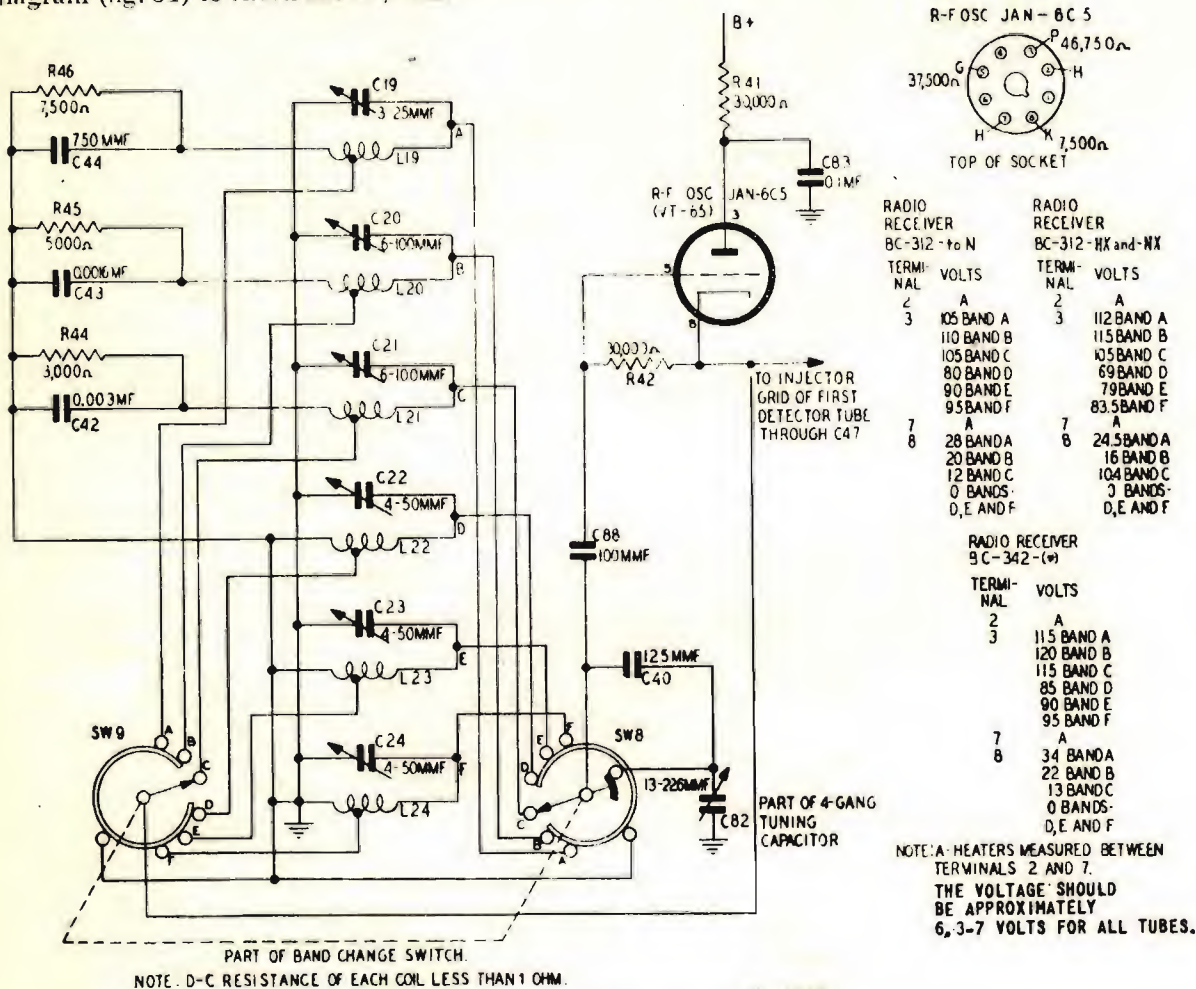 diagram (fig. 
R46
7,500Ω
750 MMF
C44
R45
5000Ω
0.0016 MF
C43
R44
3,000Ω
0.003MF
C42
C19
3-25MMF
A
L19
C20
6-100MMF
B
L20
C21
6-100MMF
C
L21
C22
4-50MMF
D
L22
C23
4-50MMF
E
L23
C24
4-50MMF
F
L24
SW9
A
B
C
D
E
F
PART OF BAND CHANGE SWITCH.
NOTE. D-C RESISTANCE OF EACH COIL LESS THAN 1 OHM.
B+
R41
30,000Ω
C83
0.1MF
R-F OSC JAN-6C5
(VT-65)
3
5
8
R42
TO INJECTOR
GRID OF FIRST
DETECTOR TUBE
THROUGH C47
C88
100MMF
125MMF
C40
SW8
F
E
D
C
B
A
13-226MMF
C82
PART OF 4-GANG
TUNING
CAPACITOR
R-F OSC JAN-6C5
P 46,750Ω
G
37,500Ω
H
H
K
7,500Ω
TOP OF SOCKET
RADIO
RECEIVER
BC-312-to N
TERMI-
NAL VOLTS
2 A
3 105 BAND A
110 BAND B
105 BAND C
80 BAND D
90 BAND E
95 BAND F
7 A
8 28 BAND A
20 BAND B
12 BAND C
0 BANDS-
D,E AND F
RADIO
RECEIVER
BC-312-HX and-NX
TERMI-
NAL VOLTS
2 A
3 112 BAND A
115 BAND B
105 BAND C
69 BAND D
79 BAND E
83.5 BAND F
7 A
8 24.5 BAND A
16 BAND B
10.4 BAND C
0 BANDS-
D,E AND F
RADIO RECEIVER
BC-342-(*)
TERMI-
NAL VOLTS
2 A
3 115 BAND A
120 BAND B
115 BAND C
85 BAND D
90 BAND E
95 BAND F
7 A
8 34 BAND A
22 BAND B
13 BAND C
0 BANDS-
D,E AND F
NOTE: A-HEATERS MEASURED BETWEEN
TERMINALS 2 AND 7.
THE VOLTAGE SHOULD
BE APPROXIMATELY
6.3-7 VOLTS FOR ALL TUBES.